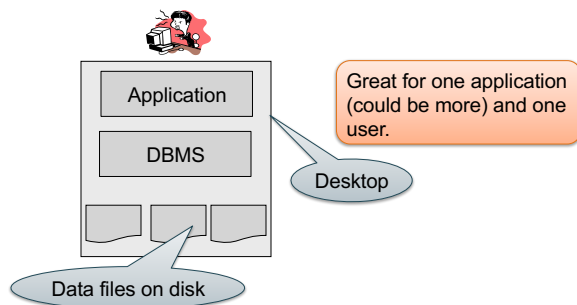 Application
DBMS
Great for one application
(could be more) and one
user.
Desktop
Data files on disk